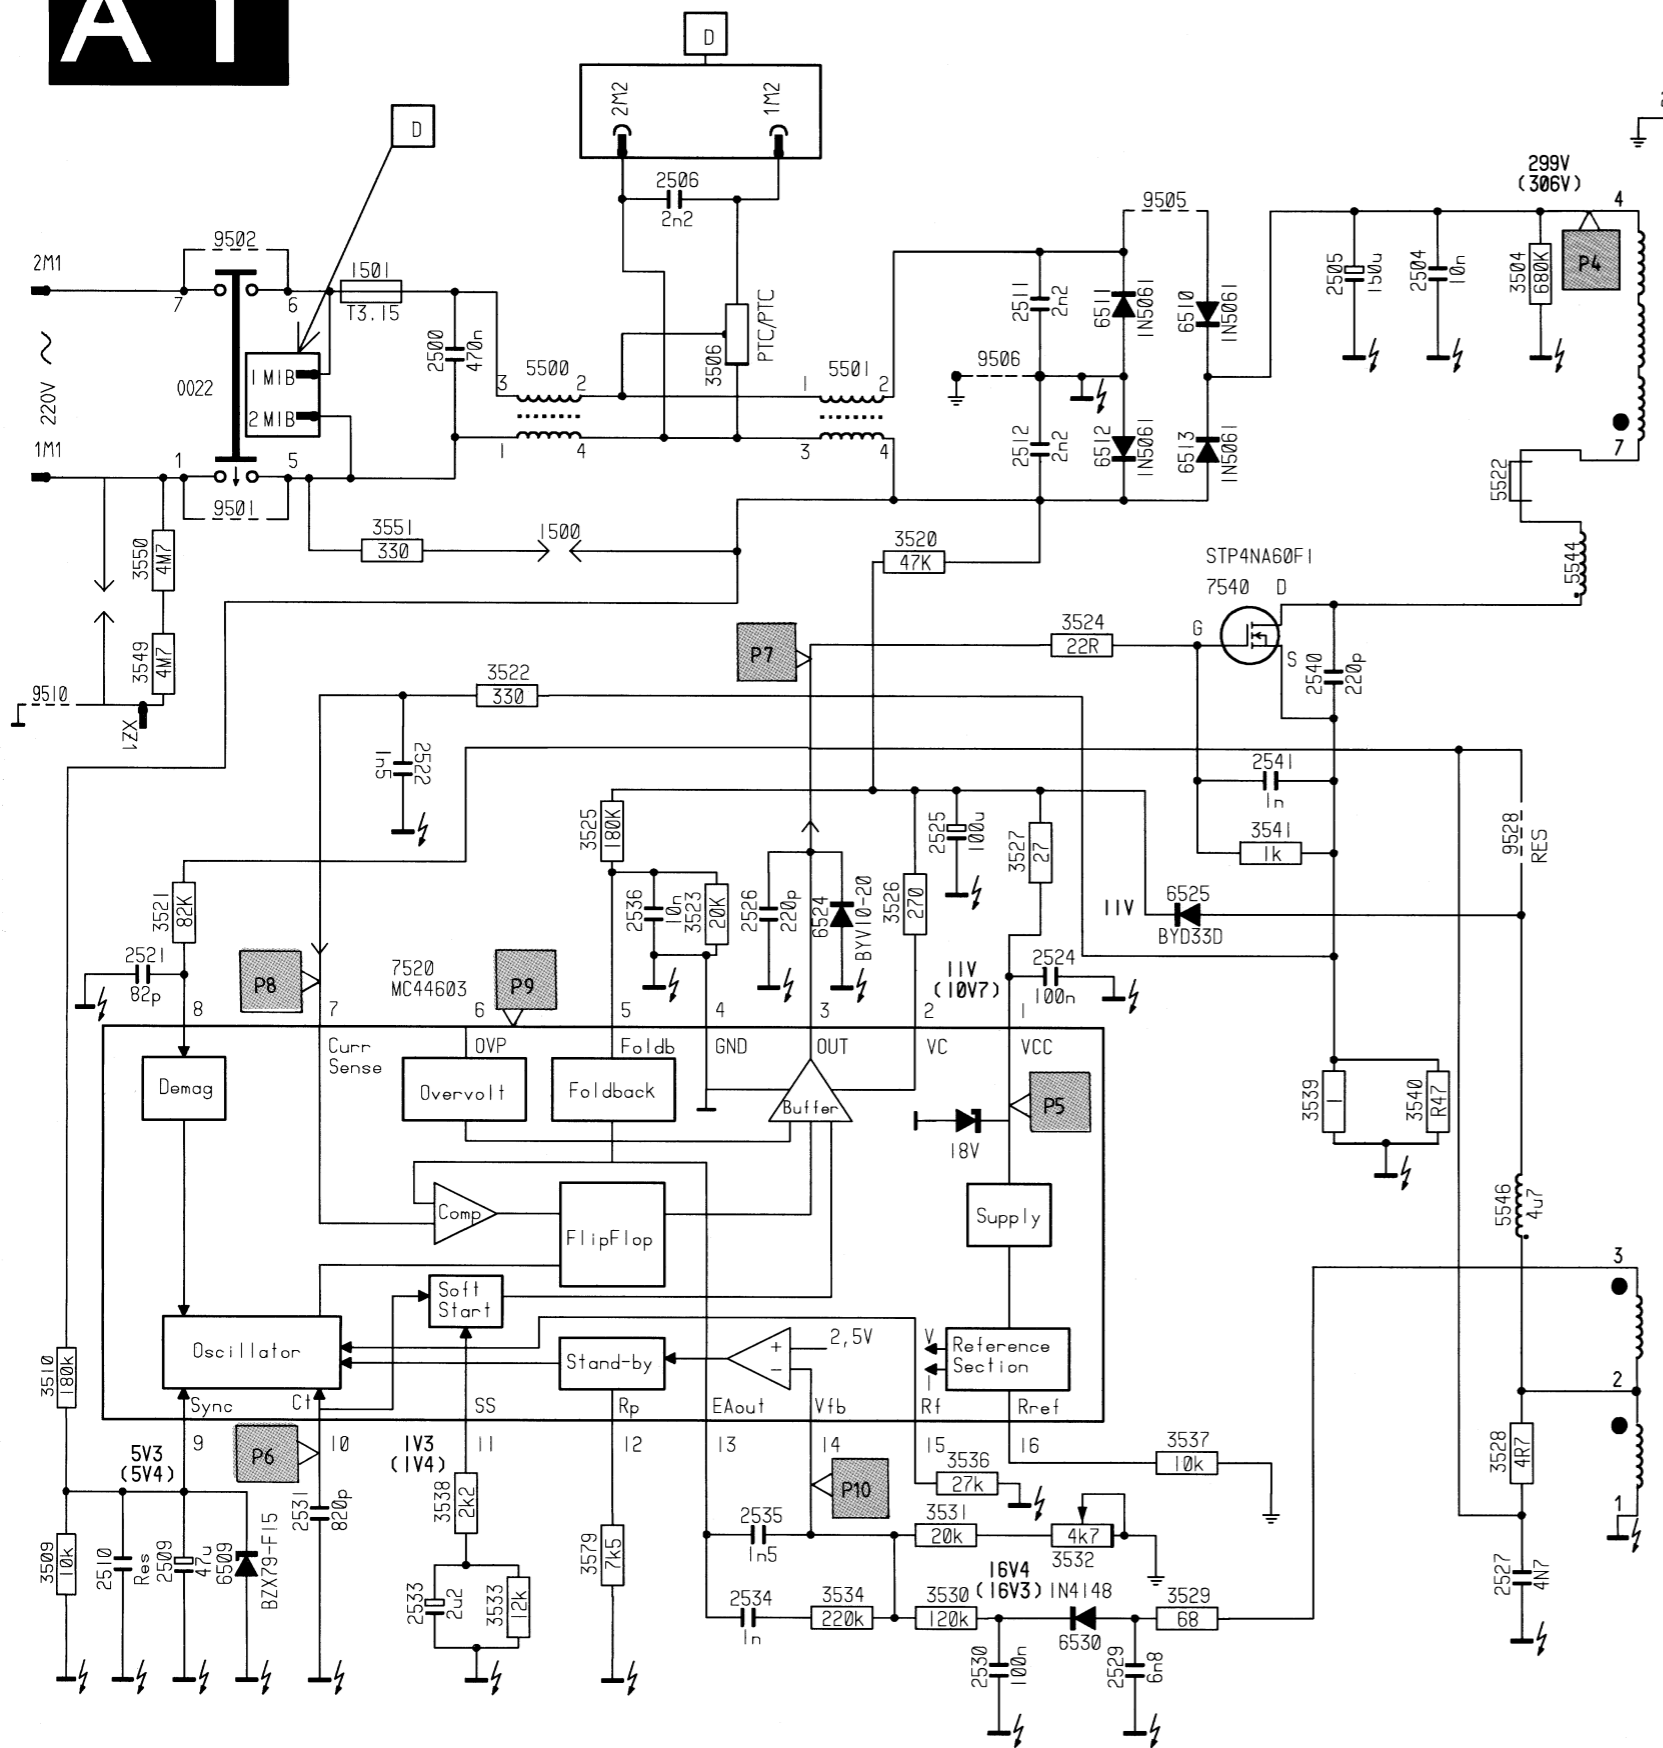 A 1
D
D
2M2
1M2
2506
2n2
299V
(306V)
4
9505
2M1
9502
1501
T3.15
7
6
2505
150u
2504
10n
3504
680K
P4
220V ~
0022
1M1B
2M1B
2500
470n
5500
3
2
1
4
3506
PTC/PTC
5501
1
2
3
4
2511
2n2
6511
1N5061
6510
1N5061
9506
2512
2n2
6512
1N5061
6513
1N5061
1M1
1
5
9501
7
5522
3551
330
1500
3550
4M7
3520
47K
STP4NA60F1
7540
D
5544
3549
4M7
P7
3524
22R
G
S
2540
220p
9510
XZ1
3522
330
2522
1n5
2541
1n
3525
180K
2525
100u
3527
27
3541
1k
9528
RES
3521
82K
2536
10n
3523
20K
2526
220p
6524
BYV10-20
3526
270
11V
6525
BYD33D
2521
82p
P8
7520
MC44603
P9
11V
(10V7)
2524
100n
8
7
6
5
4
3
2
1
Curr
Sense
OVP
Foldb
GND
OUT
VC
VCC
Demag
Overvolt
Foldback
Buffer
P5
18V
3539
1
3540
R47
Comp
FlipFlop
Supply
5546
4u7
Soft
Start
3
Oscillator
Stand-by
+
-
2,5V
V
I
Reference
Section
3510
180k
2
Sync
Ct
SS
Rp
EAout
Vfb
Rf
Rref
9
10
11
12
13
14
15
16
5V3
(5V4)
P6
1V3
(1V4)
3537
10k
3528
4R7
3538
2k2
P10
3536
27k
2531
820p
1
3509
10k
2510
Res
2509
47u
6509
BZX79-F15
3579
7k5
2535
1n5
3531
20k
4k7
3532
2533
2u2
3533
12k
16V4
(16V3)
1N4148
2527
4N7
2534
1n
3534
220k
3530
120k
6530
3529
68
2530
100n
2529
6n8